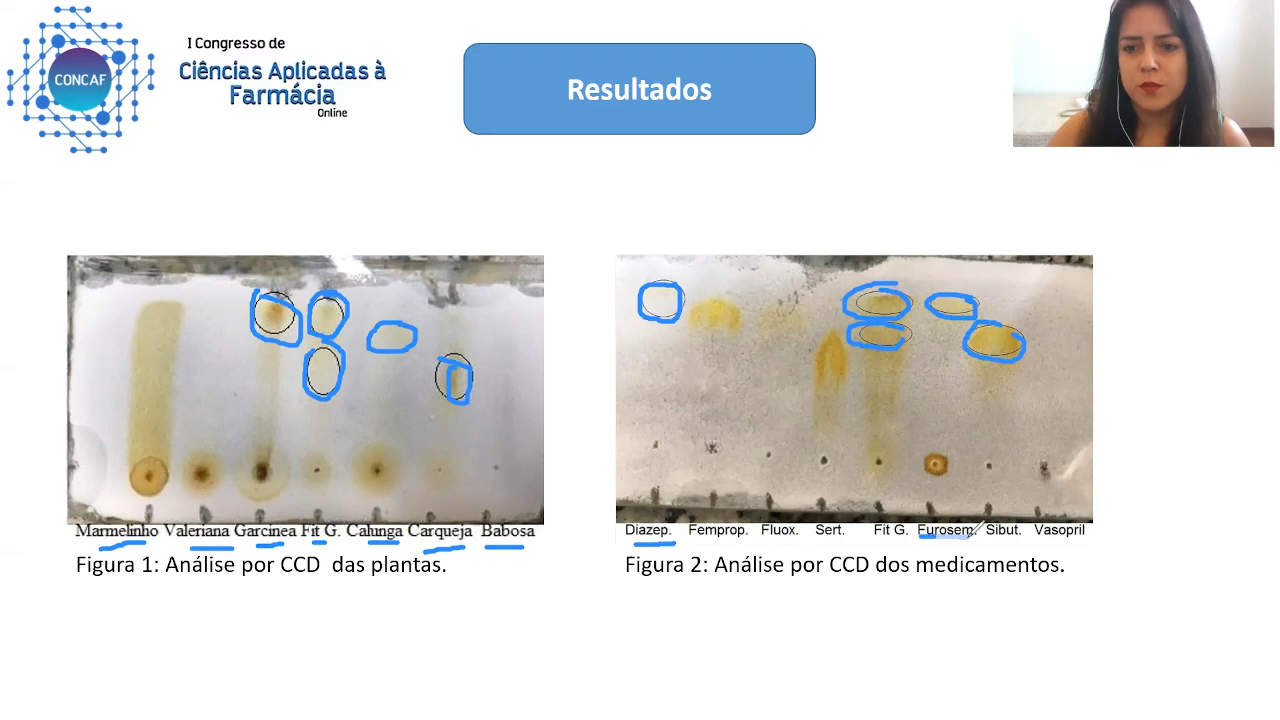 I Congresso de
Ciências Aplicadas à
Farmácia
Online
CONCAF
Resultados
Marmelinho Valeriana Garcinea Fit G. Calunga Carqueja Babosa
Figura 1: Análise por CCD das plantas.
Diazep. Femprop. Fluox. Sert. Fit G. Furosem. Sibut. Vasopril
Figura 2: Análise por CCD dos medicamentos.